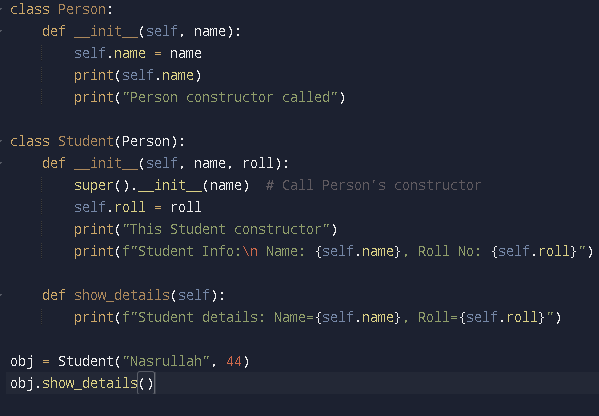 class Person:
    def __init__(self, name):
        self.name = name
        print(self.name)
        print("Person constructor called")

class Student(Person):
    def __init__(self, name, roll):
        super().__init__(name)  # Call Person's constructor
        self.roll = roll
        print("This Student constructor")
        print(f"Student Info:\n Name: {self.name}, Roll No: {self.roll}")

    def show_details(self):
        print(f"Student details: Name={self.name}, Roll={self.roll}")

obj = Student("Nasrullah", 44)
obj.show_details()